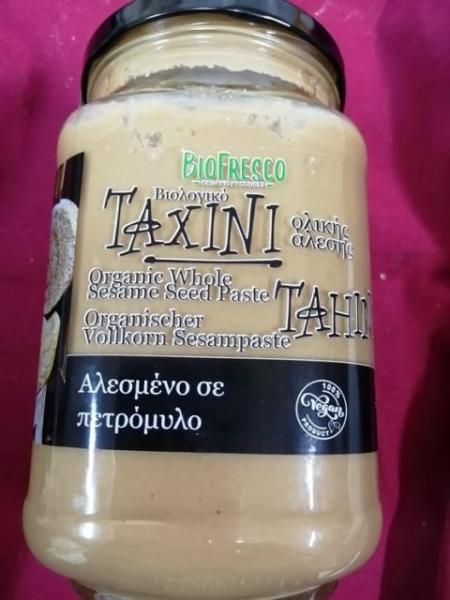 BIOFRESCO
Βιολογικό
ΤΑΧΙΝΙ
ολικής
άλεσης
Organic Whole
Sesame Seed Paste
TAHIN
Organischer
Vollkorn Sesampaste
Αλεσμένο σε
πετρόμυλο
100%
Vegan
PRODUCT